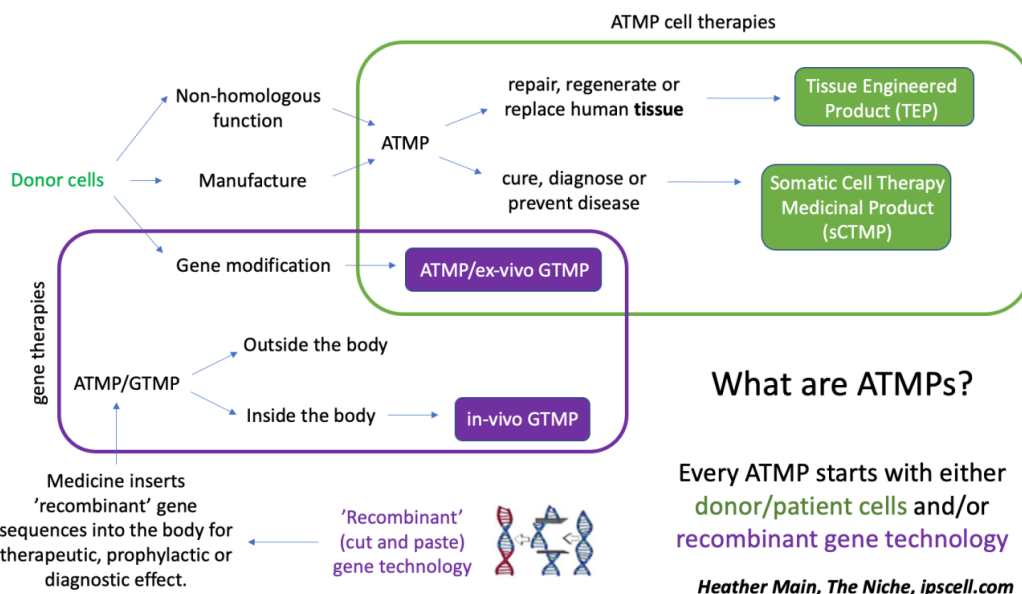 ATMP cell therapies
Non-homologous
function
Manufacture
Donor cells
Gene modification
ATMP
repair, regenerate or
replace human tissue
cure, diagnose or
prevent disease
Tissue Engineered
Product (TEP)
Somatic Cell Therapy
Medicinal Product
(sCTMP)
ATMP/ex-vivo GTMP
gene therapies
ATMP/GTMP
Outside the body
Inside the body
in-vivo GTMP
Medicine inserts
’recombinant’ gene
sequences into the body for
therapeutic, prophylactic or
diagnostic effect.
’Recombinant’
(cut and paste)
gene technology
What are ATMPs?
Every ATMP starts with either
donor/patient cells and/or
recombinant gene technology
Heather Main, The Niche, ipscell.com